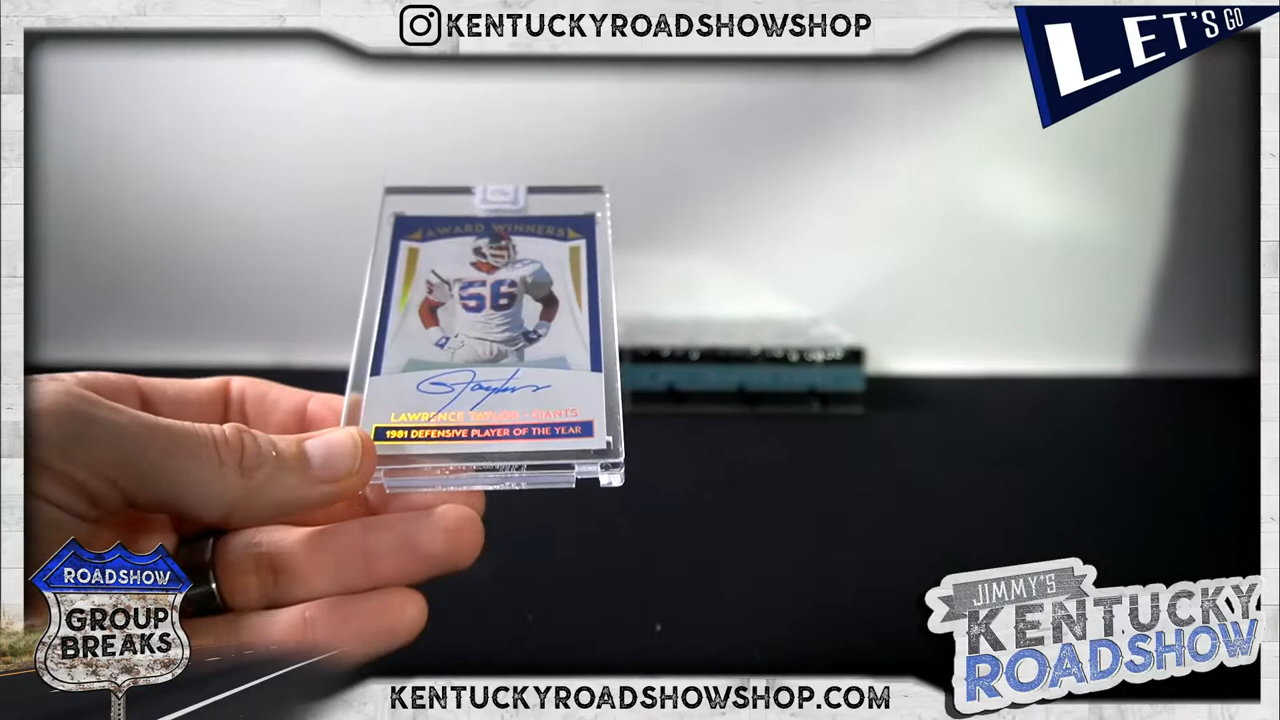 KENTUCKYROADSHOWSHOP
LET'S GO
AWARD WINNERS
56
LAWRENCE TAYLOR - GIANTS
1981 DEFENSIVE PLAYER OF THE YEAR
ROADSHOW
GROUP
BREAKS
JIMMY'S
KENTUCKY
ROADSHOW
KENTUCKYROADSHOWSHOP.COM